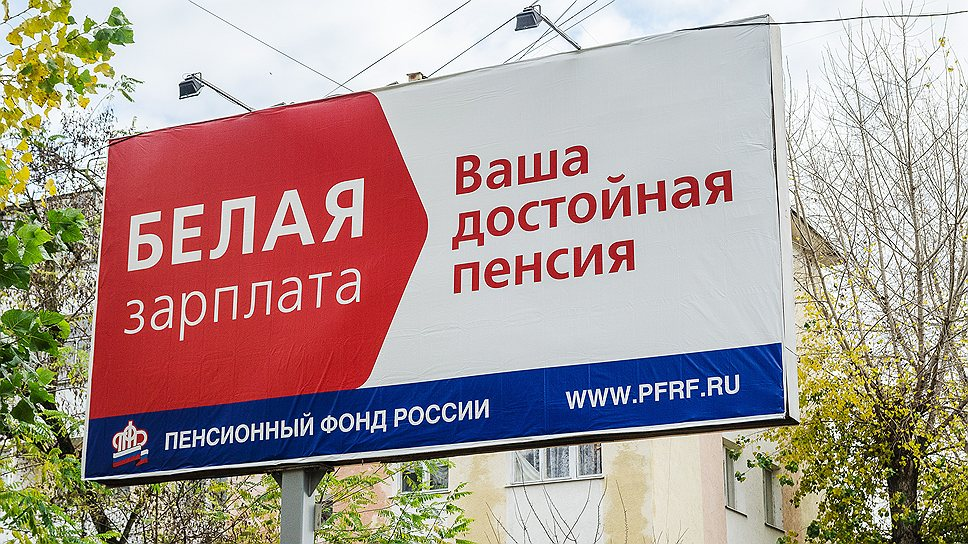 БЕЛАЯ
зарплата
Ваша
достойная
пенсия
ПЕНСИОННЫЙ ФОНД РОССИИ
WWW.PFRF.RU